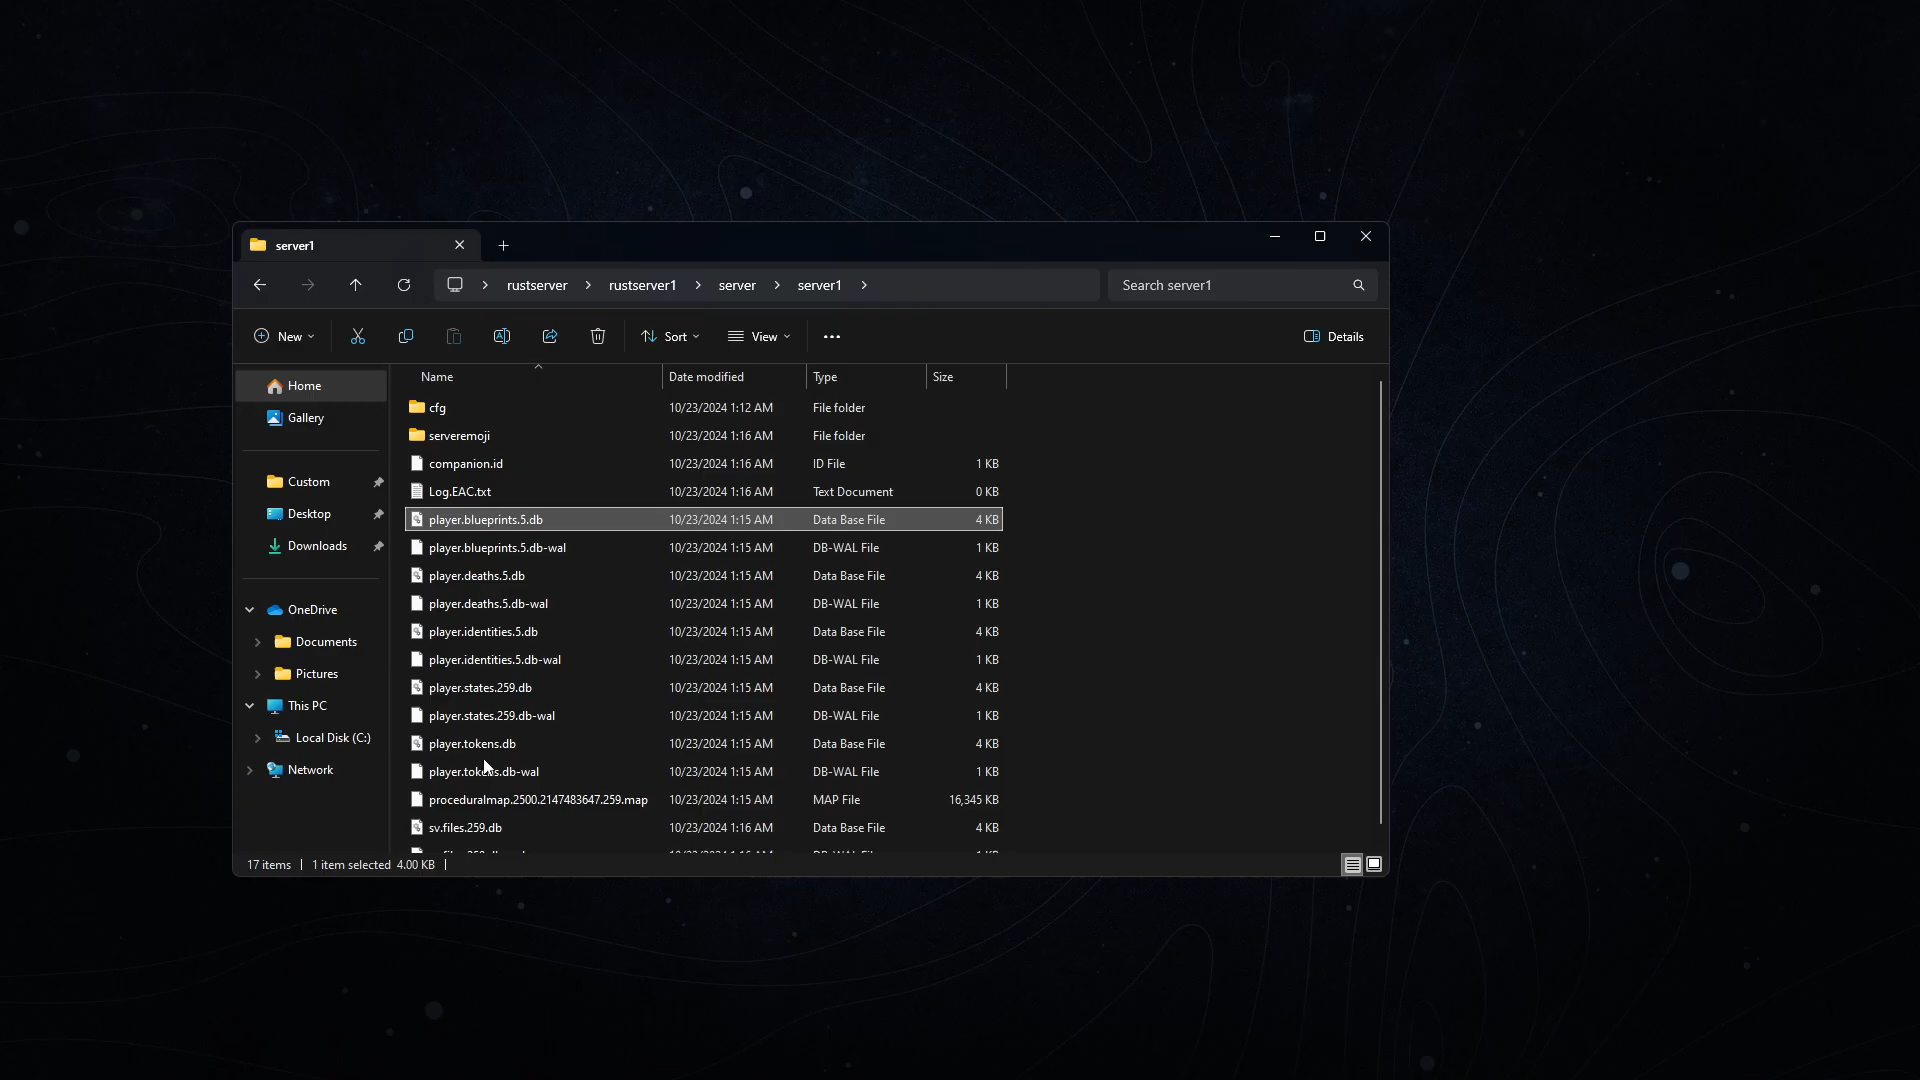 server1
rustserver rustserver1 server server1
Search server1
New Sort View Details
Name Date modified Type Size
Home
Gallery
Custom
Desktop
Downloads
OneDrive
Documents
Pictures
This PC
Local Disk (C:)
Network
cfg 10/23/2024 1:12 AM File folder
serveremoji 10/23/2024 1:16 AM File folder
companion.id 10/23/2024 1:16 AM ID File 1 KB
Log.EAC.txt 10/23/2024 1:16 AM Text Document 0 KB
player.blueprints.5.db 10/23/2024 1:15 AM Data Base File 4 KB
player.blueprints.5.db-wal 10/23/2024 1:15 AM DB-WAL File 1 KB
player.deaths.5.db 10/23/2024 1:15 AM Data Base File 4 KB
player.deaths.5.db-wal 10/23/2024 1:15 AM DB-WAL File 1 KB
player.identities.5.db 10/23/2024 1:15 AM Data Base File 4 KB
player.identities.5.db-wal 10/23/2024 1:15 AM DB-WAL File 1 KB
player.states.259.db 10/23/2024 1:15 AM Data Base File 4 KB
player.states.259.db-wal 10/23/2024 1:15 AM DB-WAL File 1 KB
player.tokens.db 10/23/2024 1:15 AM Data Base File 4 KB
player.tokens.db-wal 10/23/2024 1:15 AM DB-WAL File 1 KB
proceduralmap.2500.2147483647.259.map 10/23/2024 1:15 AM MAP File 16,345 KB
sv.files.259.db 10/23/2024 1:16 AM Data Base File 4 KB
17 items 1 item selected 4.00 KB